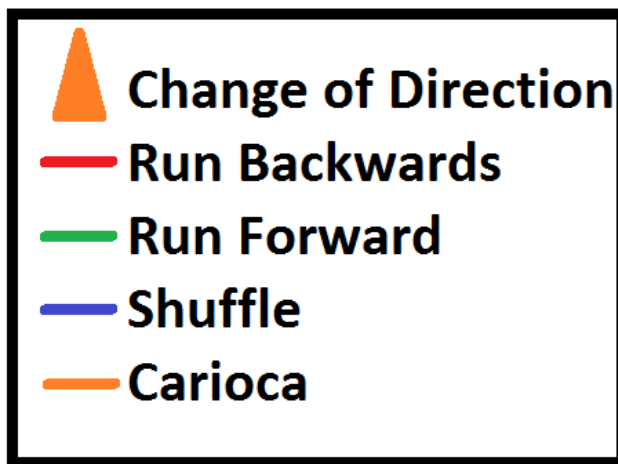 Change of Direction
Run Backwards
Run Forward
Shuffle
Carioca